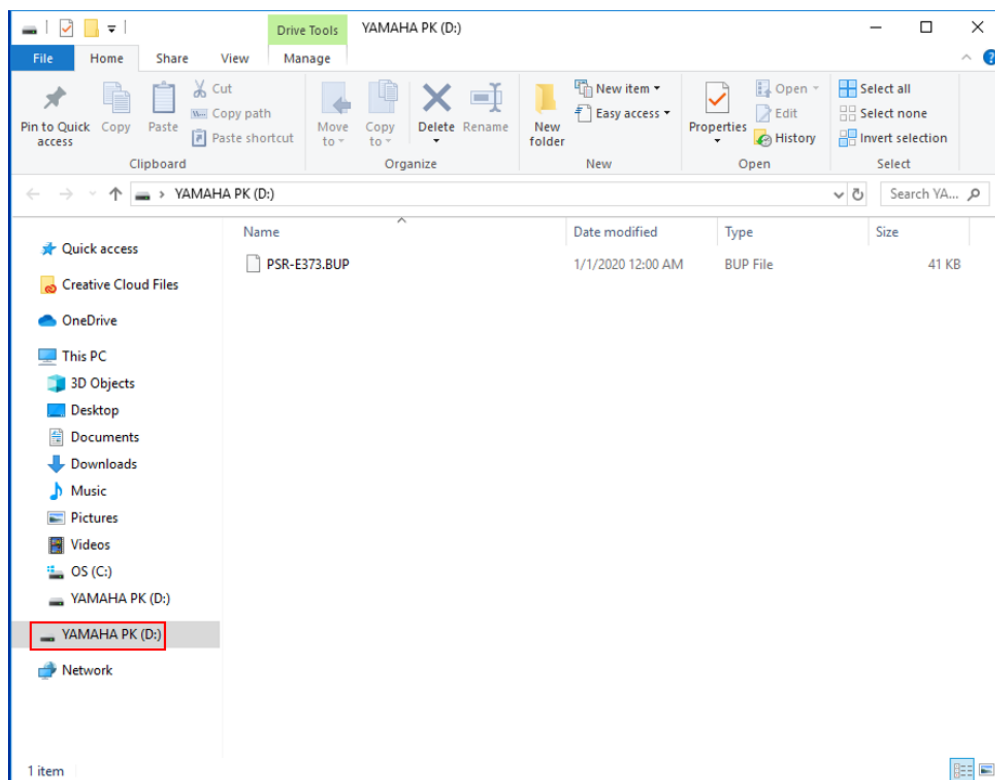 Drive Tools YAMAHA PK (D:)
File Home Share View Manage
Pin to Quick access
Copy
Paste
Cut
Copy path
Paste shortcut
Clipboard
Move to
Copy to
Delete
Rename
Organize
New folder
New item
Easy access
New
Properties
Open
Edit
History
Open
Select all
Select none
Invert selection
Select
YAMAHA PK (D:)
Search YA...
Name Date modified Type Size
PSR-E373.BUP 1/1/2020 12:00 AM BUP File 41 KB
Quick access
Creative Cloud Files
OneDrive
This PC
3D Objects
Desktop
Documents
Downloads
Music
Pictures
Videos
OS (C:)
YAMAHA PK (D:)
YAMAHA PK (D:)
Network
1 item